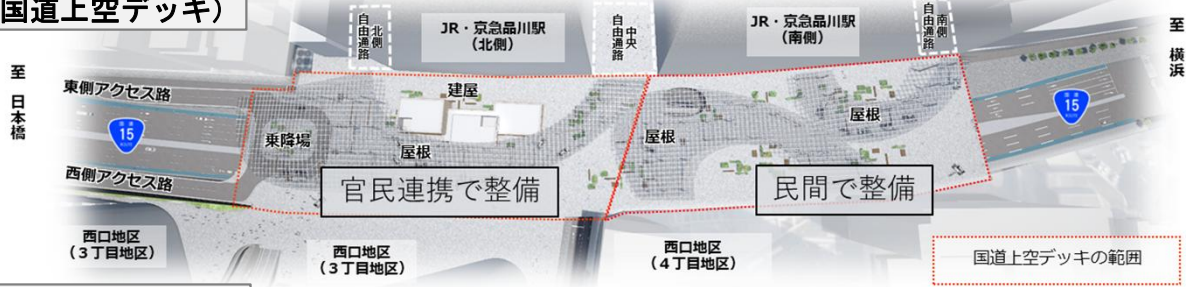 国道上空デッキ）
至 日本橋
東側アクセス路
国道
15
ROUTE
西側アクセス路
北側
自由通路
JR・京急品川駅
（北側）
中央
自由通路
JR・京急品川駅
（南側）
南側
自由通路
至 横浜
国道
15
ROUTE
乗降場
建屋
屋根
屋根
屋根
官民連携で整備
民間で整備
西口地区
（３丁目地区）
西口地区
（３丁目地区）
西口地区
（４丁目地区）
国道上空デッキの範囲